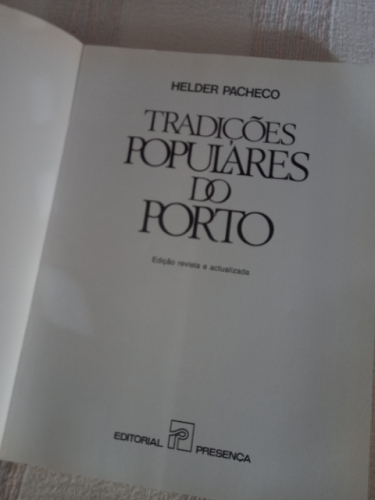 HELDER PACHECO
TRADIÇÕES
POPULARES
DO
PORTO
Edição revista e actualizada
EDITORIAL PRESENÇA